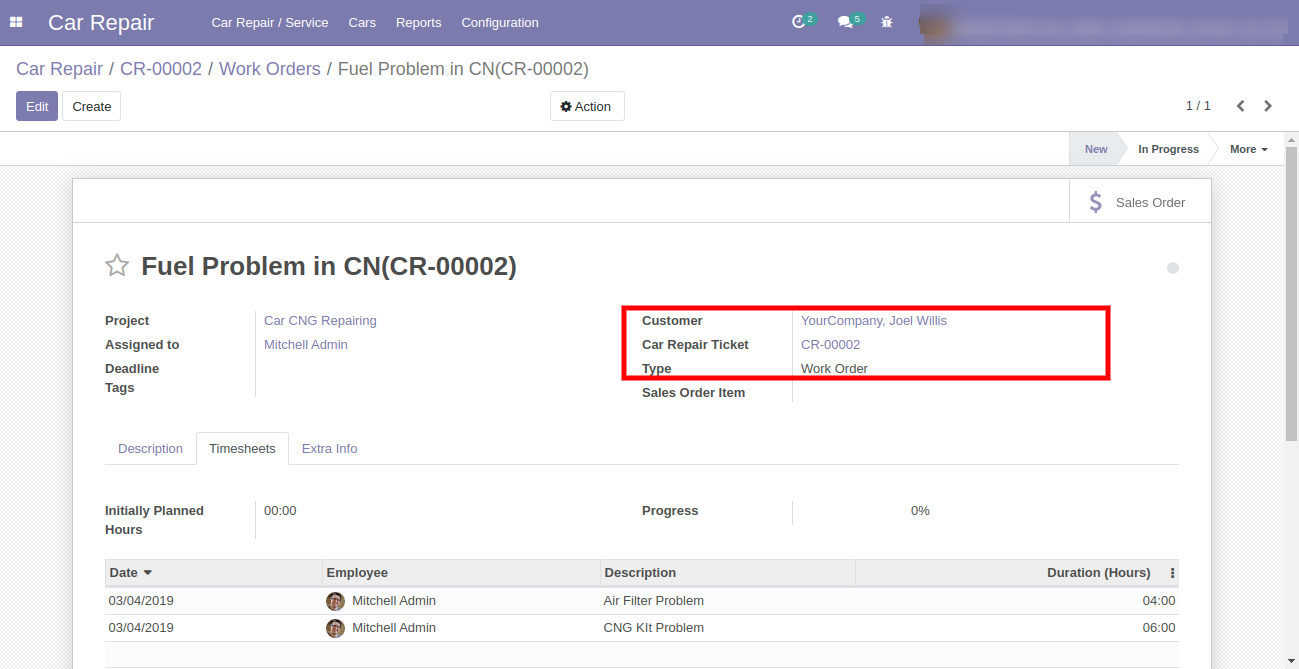 Car Repair Car Repair / Service Cars Reports Configuration 2 5
Car Repair / CR-00002 / Work Orders / Fuel Problem in CN(CR-00002)
Edit Create Action 1 / 1
New In Progress More
$ Sales Order
Fuel Problem in CN(CR-00002)
Project Car CNG Repairing Customer YourCompany, Joel Willis
Assigned to Mitchell Admin Car Repair Ticket CR-00002
Deadline Type Work Order
Tags Sales Order Item
Description Timesheets Extra Info
Initially Planned Hours 00:00 Progress 0%
Date Employee Description Duration (Hours)
03/04/2019 Mitchell Admin Air Filter Problem 04:00
03/04/2019 Mitchell Admin CNG KIt Problem 06:00